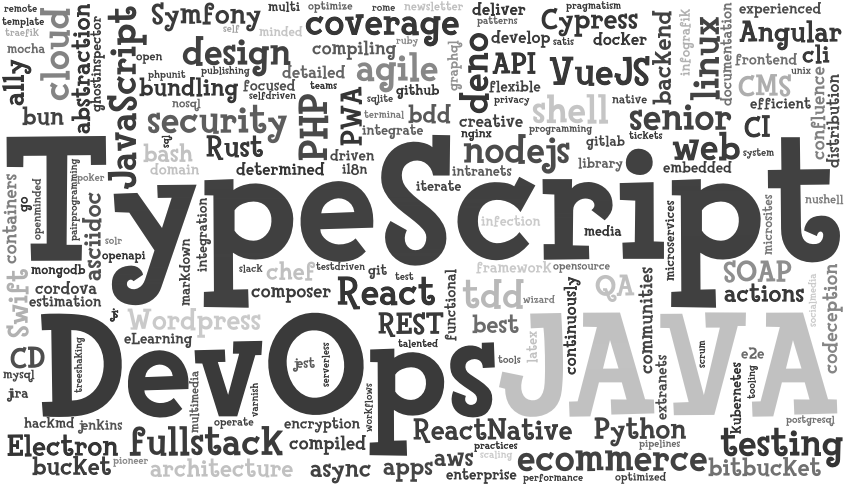 remote
template
traefik
mocha
ally
bun
cloud
abstraction
ghostinspector
JavaScript
Symfony
open
phpunit
publishing
bundling
nosql
selfdriven
focused
design
self
minded
multi
optimize
rome
newsletter
coverage
compiling
ruby
detailed
agile
teams
github
sqlite
terminal
integrate
bdd
security
sql
bash
domain
Rust
PHP
PWA
driven
i18n
determined
deliver
patterns
pragmatism
develop
satis
Cypress
docker
deno
graphql
API
flexible
privacy
VueJS
native
creative
nginx
programming
shell
tickets
gitlab
library
nodejs
intranets
iterate
backend
infografik
linux
documentation
experienced
Angular
cli
frontend
unix
CMS
efficient
confluence
distribution
senior
CI
web
system
embedded
TypeScript
containers
go
openminded
pairprogramming
poker
asciidoc
solr
openapi
mongodb
cordova
estimation
Swift
markdown
integration
slack
chef
testdriven
git
test
composer
infection
media
microservices
microsites
nushell
framework
opensource
React
functional
tdd
wizard
continuously
QA
communities
SOAP
actions
socialmedia
codeception
js
Wordpress
eLearning
REST
talented
best
DevOps
JAVA
CD
mysql
jra
treeshaking
multimedia
varnish
jest
serverless
workflows
tools
latex
extranets
scrum
e2e
kubernetes
tooling
postgresql
hackmd
jenkins
operate
encryption
compiled
Electron
bucket
pioneer
fullstack
architecture
async
apps
ReactNative
aws
practices
scaling
enterprise
performance
optimized
ecommerce
Python
pipelines
testing
bitbucket